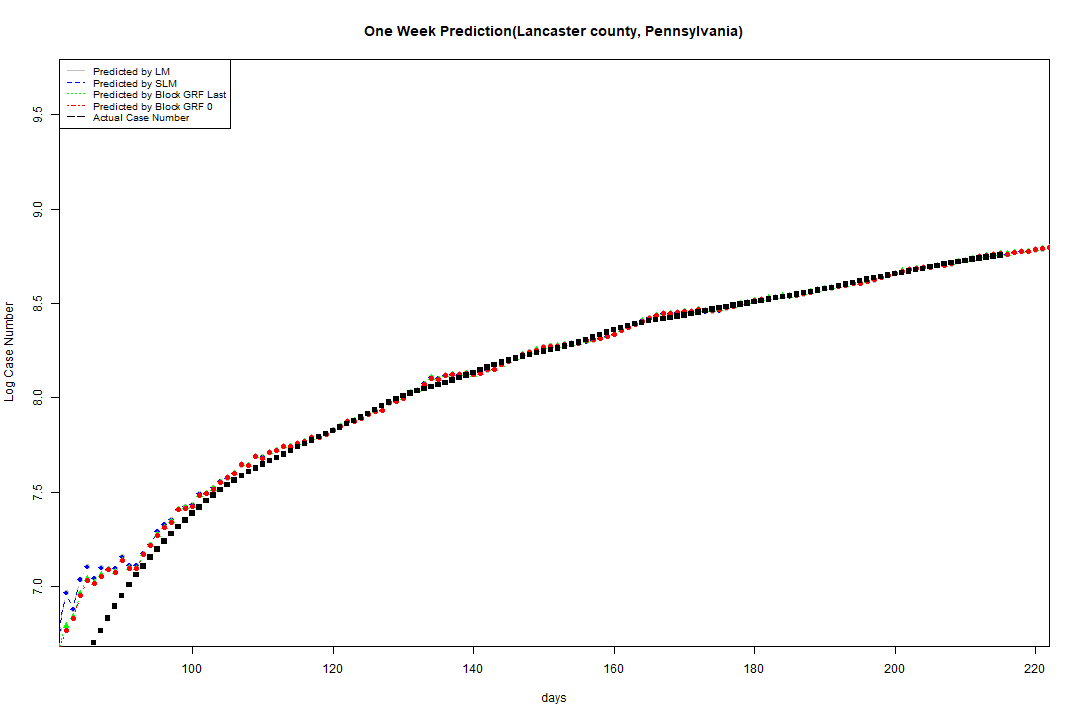 One Week Prediction(Lancaster county, Pennsylvania)
Predicted by LM
Predicted by SLM
Predicted by Block GRF Last
Predicted by Block GRF 0
Actual Case Number
Log Case Number
9.5
9.0
8.5
8.0
7.5
7.0
100 120 140 160 180 200 220
days